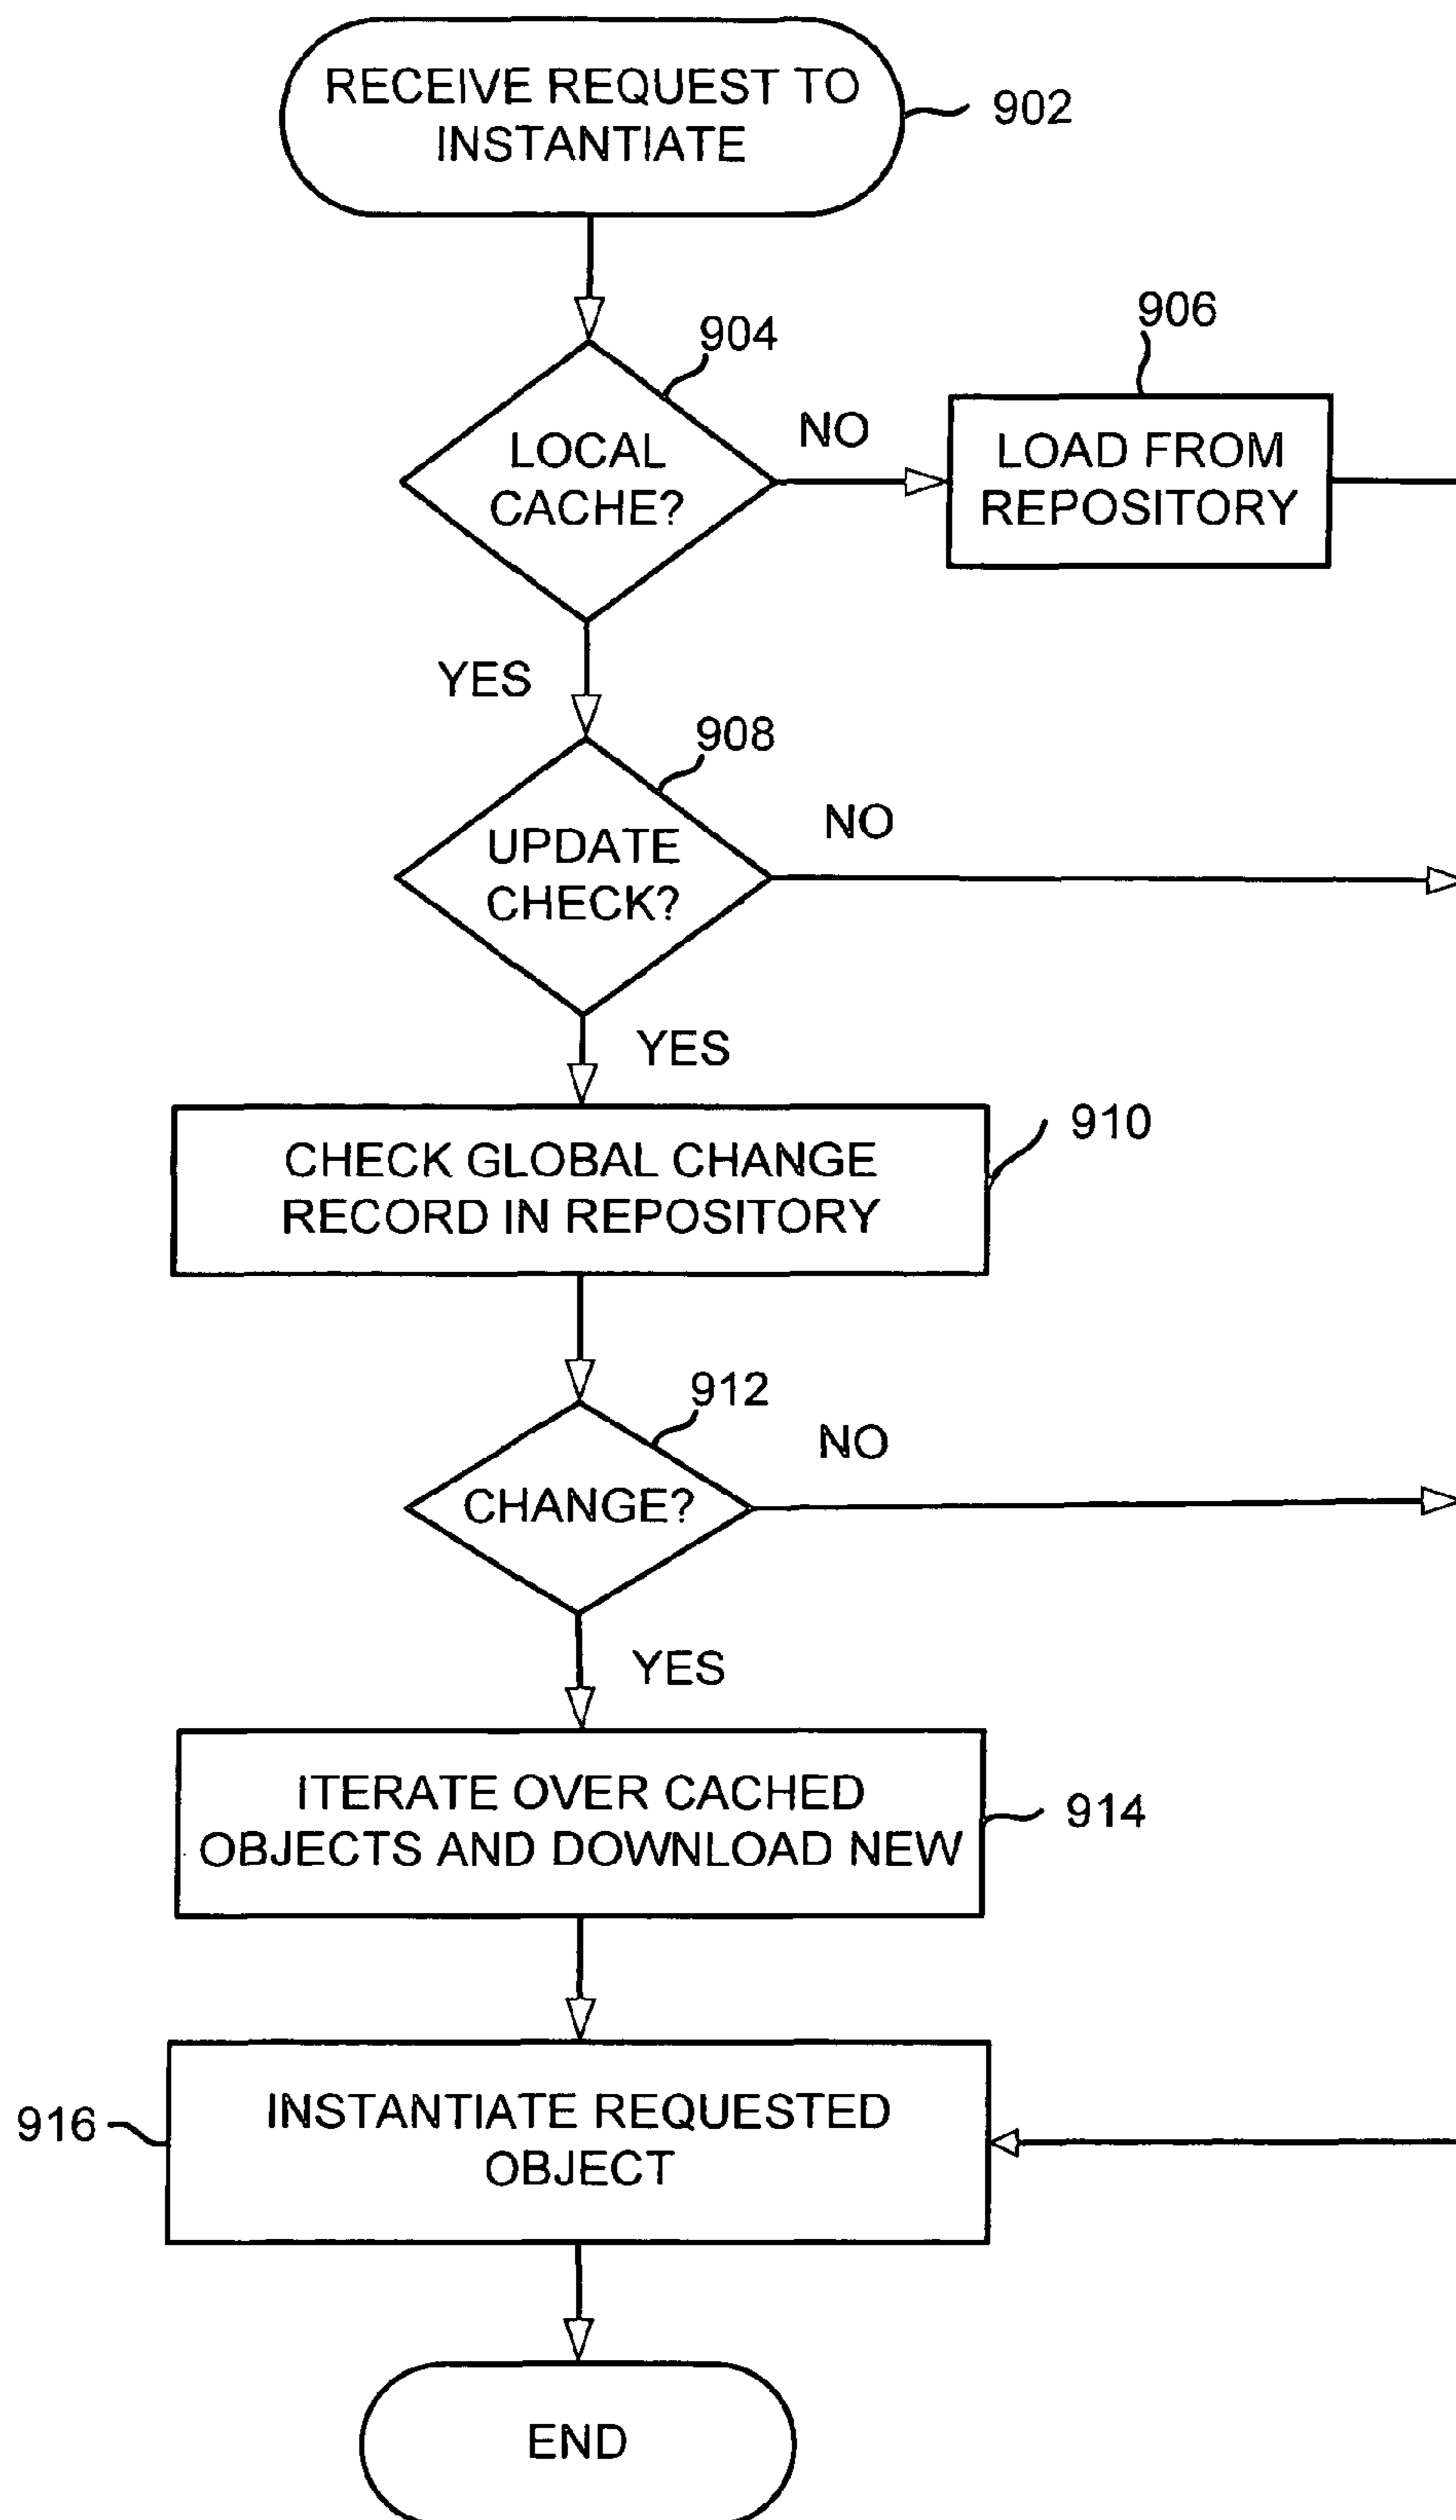 RECEIVE REQUEST TO
INSTANTIATE
902
904
906
LOCAL
CACHE?
NO
LOAD FROM
REPOSITORY
YES
908
UPDATE
CHECK?
NO
YES
CHECK GLOBAL CHANGE
RECORD IN REPOSITORY
910
912
CHANGE?
NO
YES
ITERATE OVER CACHED
OBJECTS AND DOWNLOAD NEW
914
916
INSTANTIATE REQUESTED
OBJECT
END